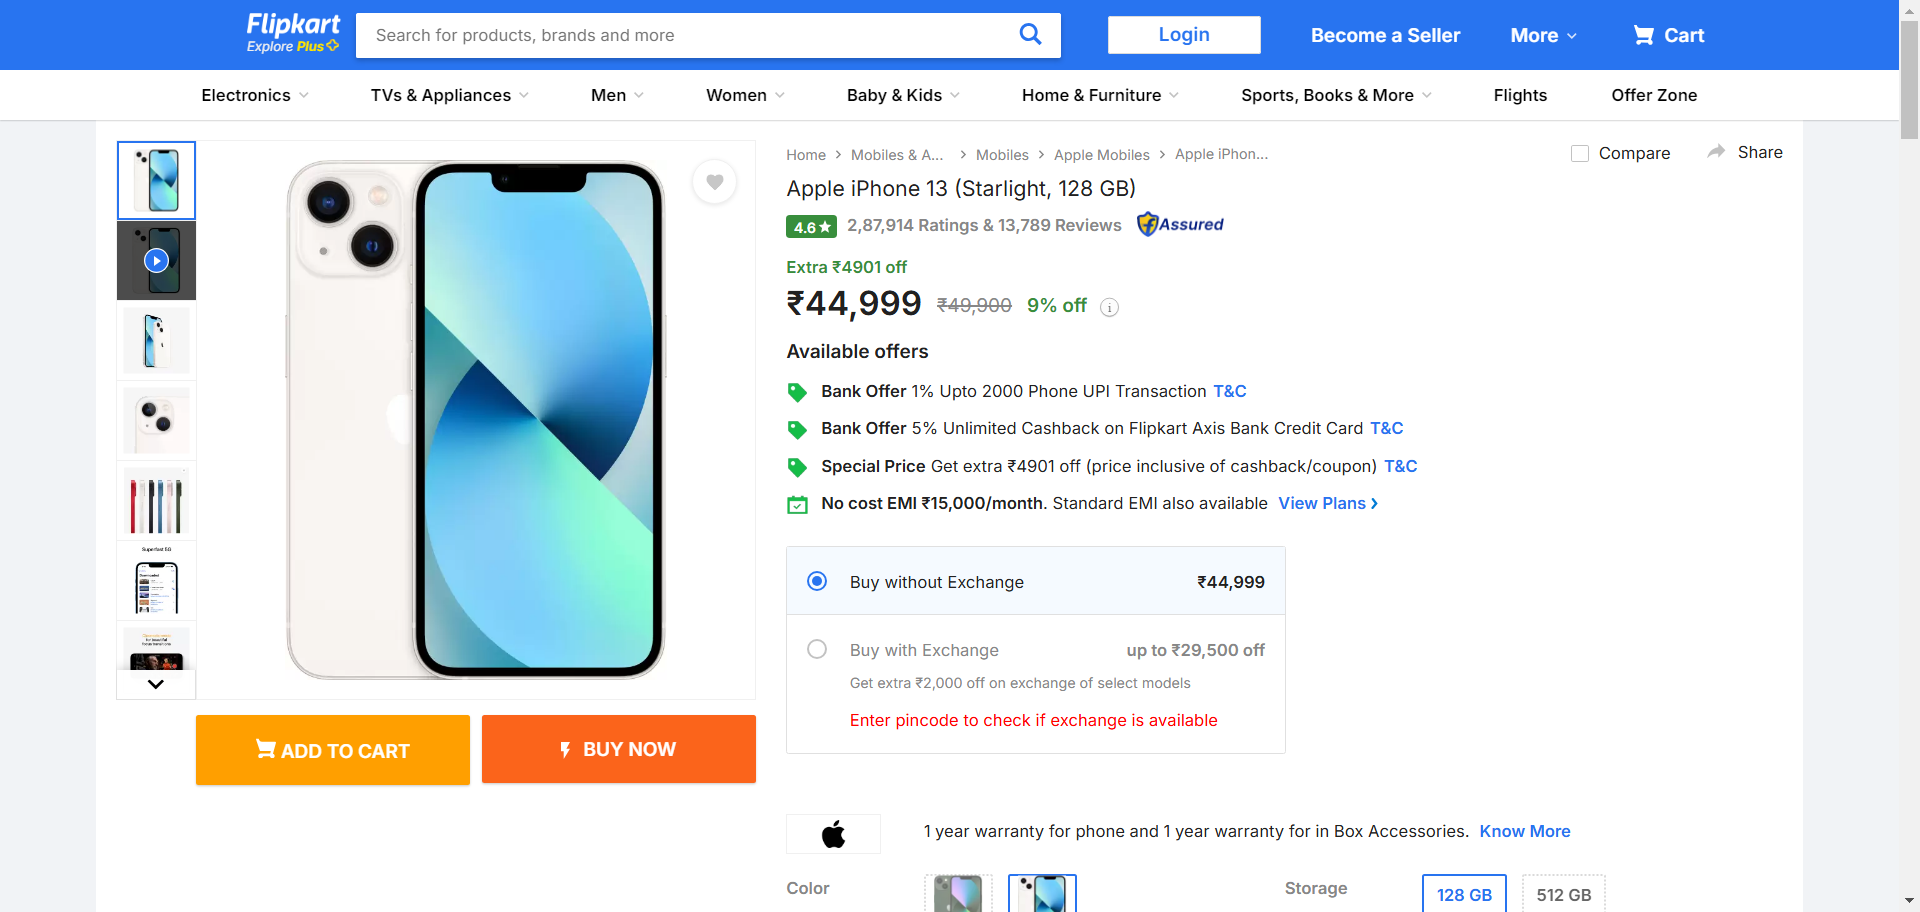 Flipkart
Explore Plus
Search for products, brands and more
Login
Become a Seller
More
Cart
Electronics
TVs & Appliances
Men
Women
Baby & Kids
Home & Furniture
Sports, Books & More
Flights
Offer Zone
Home
Mobiles & A...
Mobiles
Apple Mobiles
Apple iPhon...
Compare
Share
Apple iPhone 13 (Starlight, 128 GB)
4.6
2,87,914 Ratings & 13,789 Reviews
Assured
Extra ₹4901 off
₹44,999 ₹49,900 9% off
Available offers
Bank Offer 1% Upto 2000 Phone UPI Transaction T&C
Bank Offer 5% Unlimited Cashback on Flipkart Axis Bank Credit Card T&C
Special Price Get extra ₹4901 off (price inclusive of cashback/coupon) T&C
No cost EMI ₹15,000/month. Standard EMI also available View Plans
Superfast 5G
Buy without Exchange ₹44,999
Buy with Exchange up to ₹29,500 off
Get extra ₹2,000 off on exchange of select models
Enter pincode to check if exchange is available
ADD TO CART
BUY NOW
1 year warranty for phone and 1 year warranty for in Box Accessories. Know More
Color
Storage
128 GB
512 GB